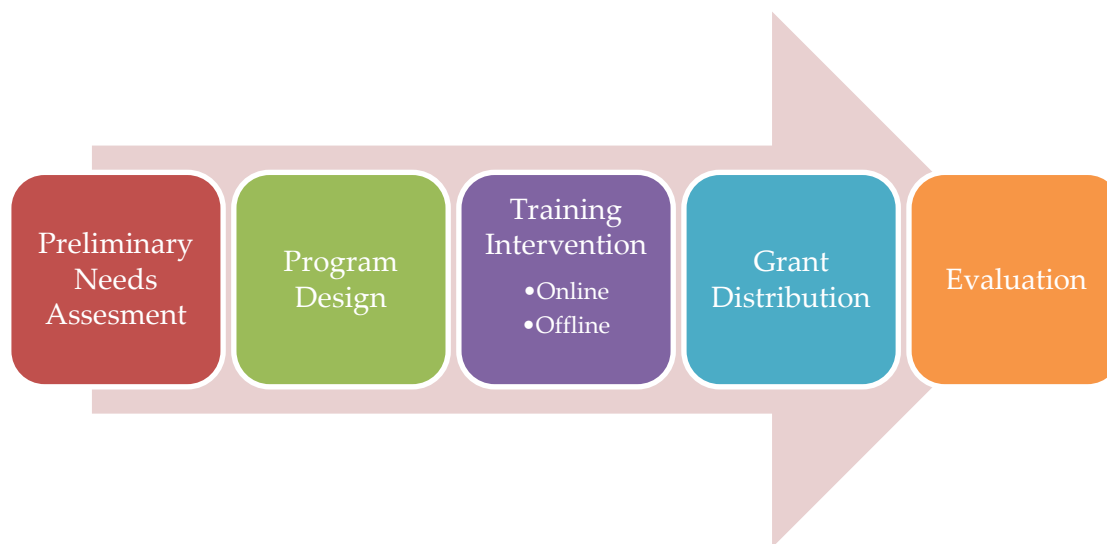 Preliminary
Needs
Assesment
Program
Design
Training
Intervention
•Online
•Offline
Grant
Distribution
Evaluation